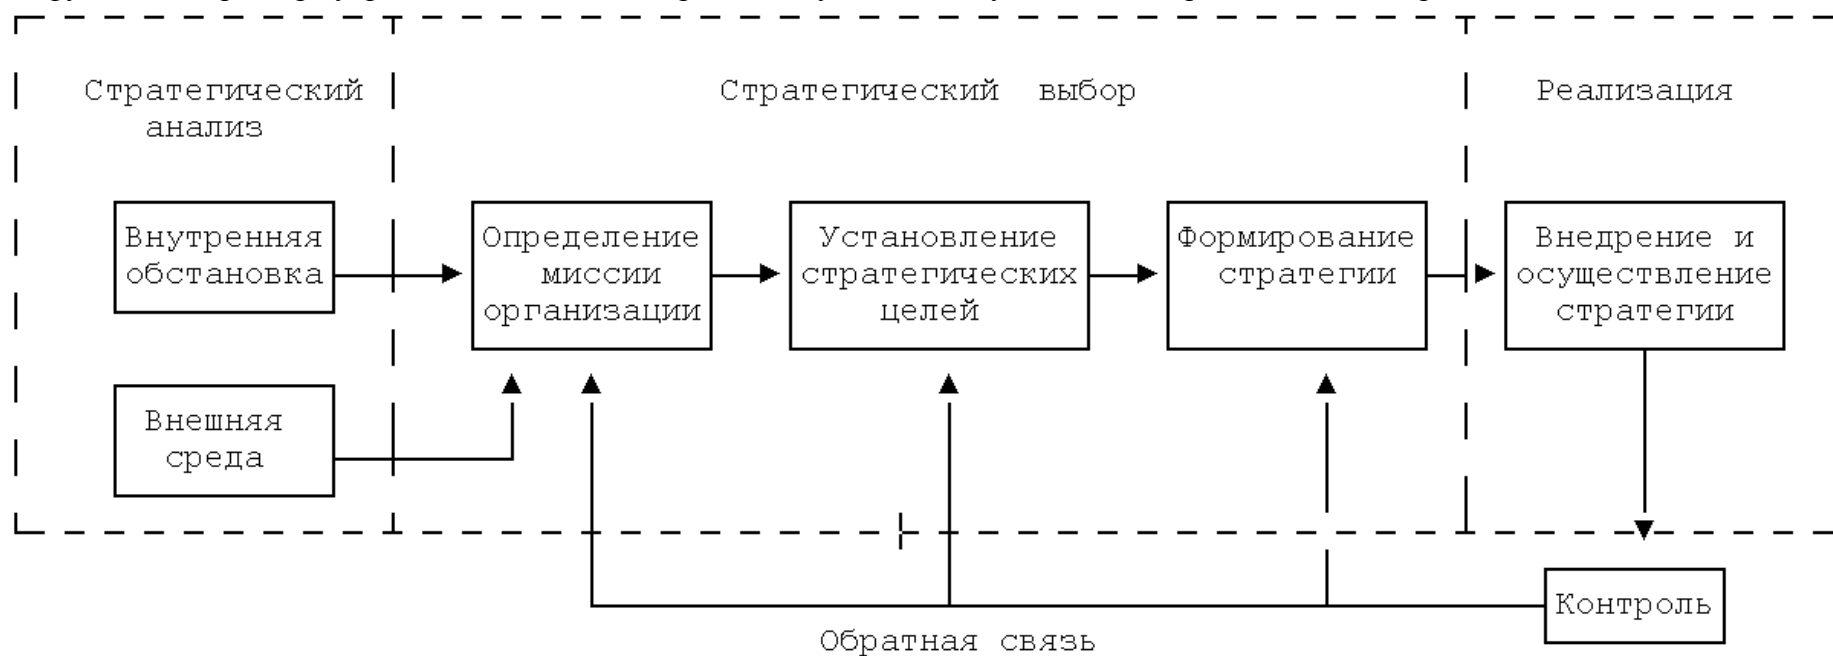 Стратегический
анализ
Стратегический выбор
Реализация
Внутренняя
обстановка
Определение
миссии
организации
Установление
стратегических
целей
Формирование
стратегии
Внедрение и
осуществление
стратегии
Внешняя
среда
Контроль
Обратная связь